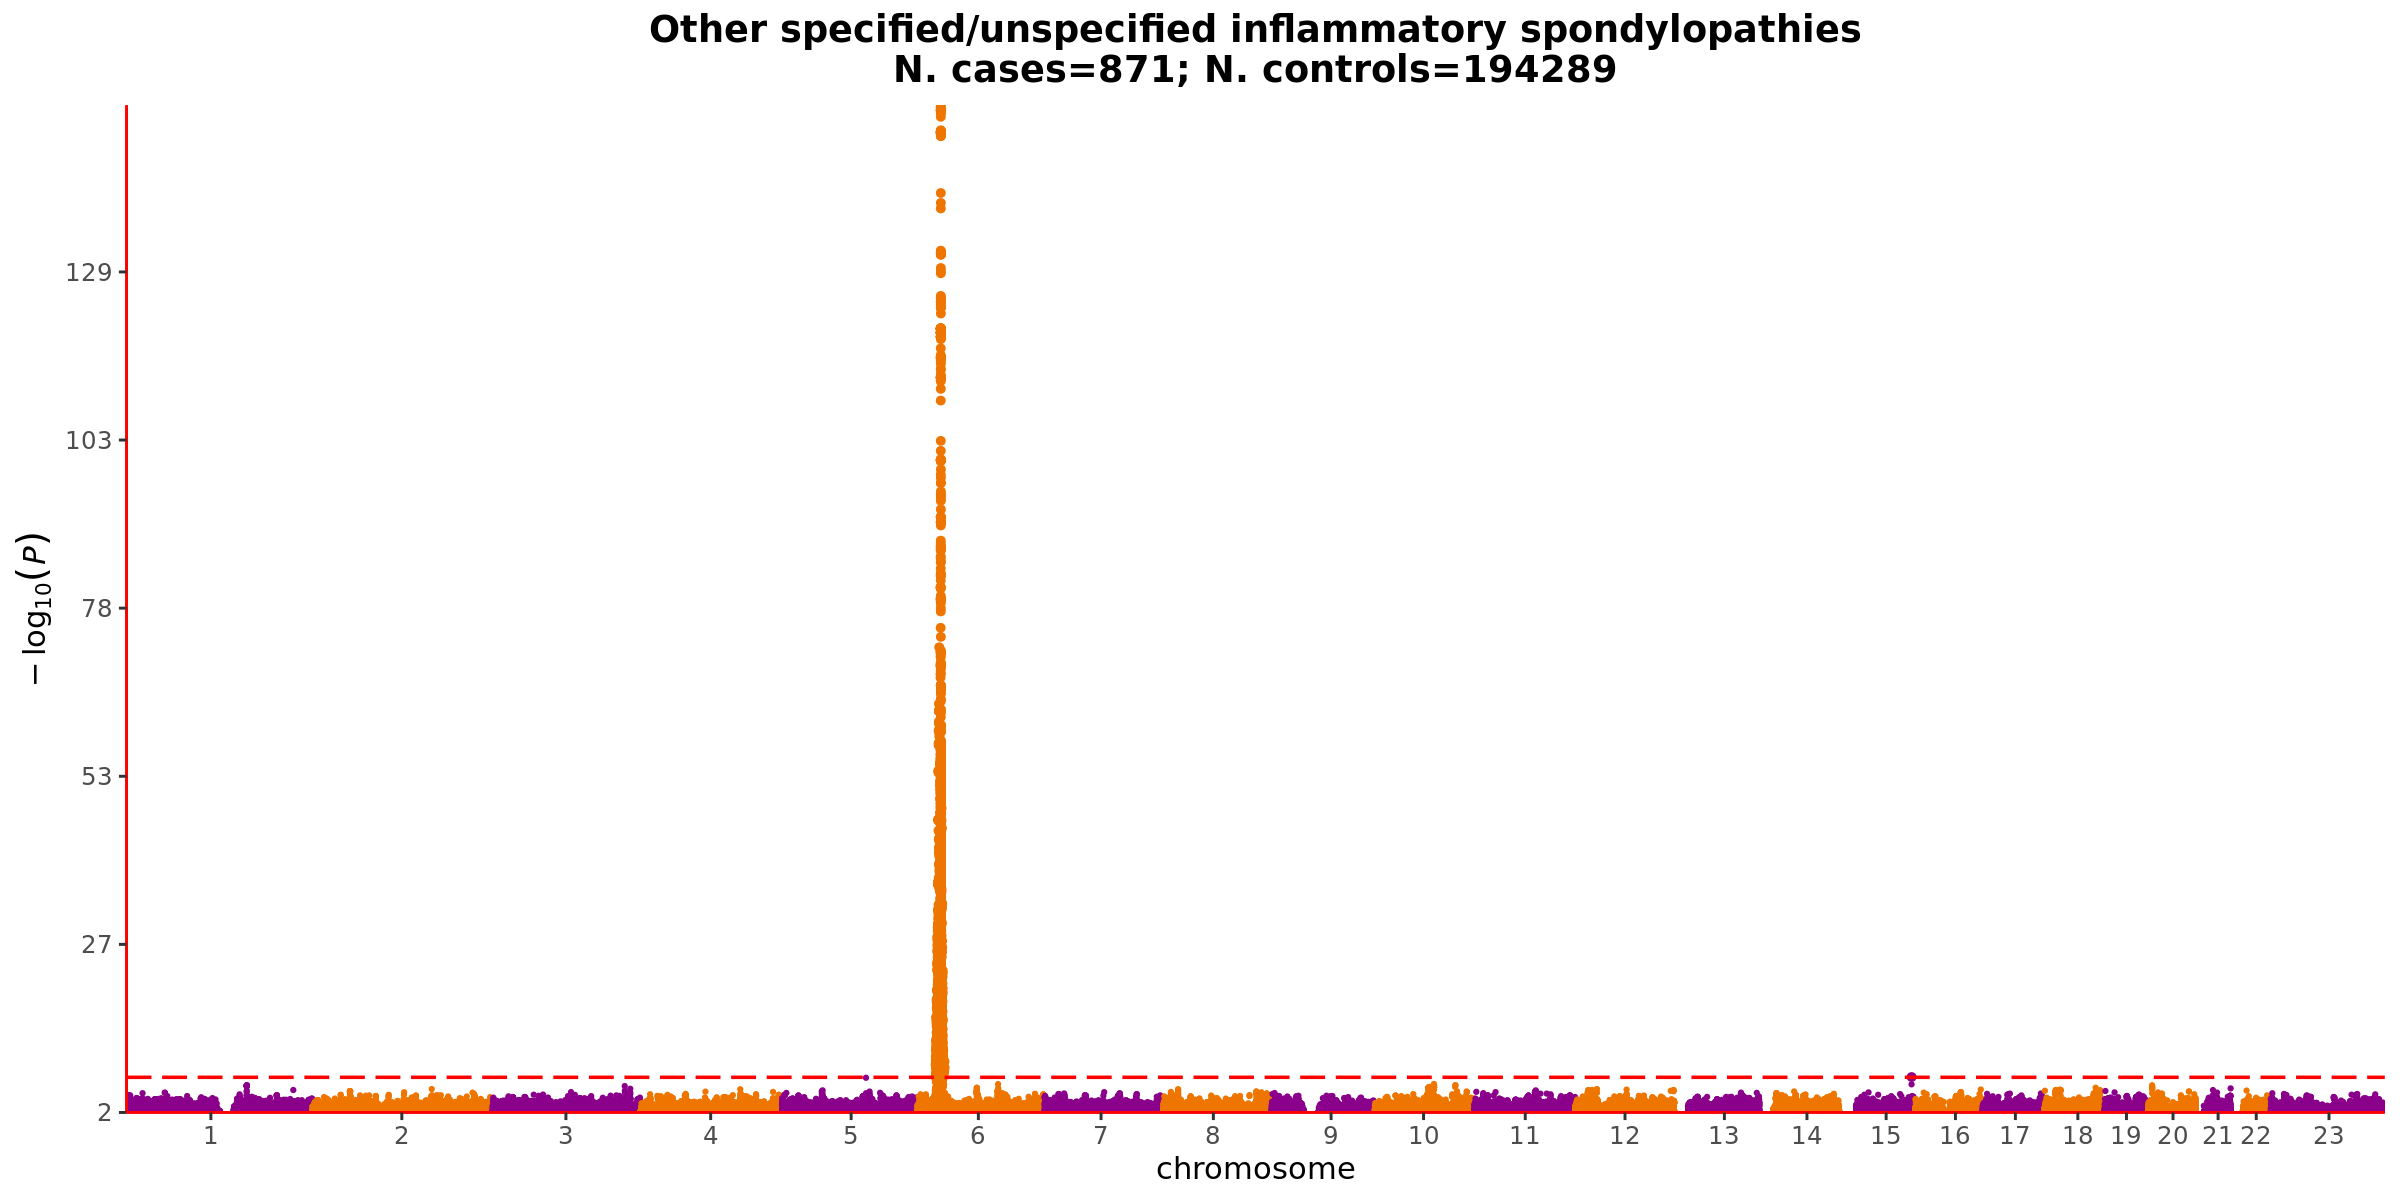 Other specified/unspecified inflammatory spondylopathies
N. cases=871; N. controls=194289
129
103
78
53
27
2
−log10(P)
1 2 3 4 5 6 7 8 9 10 11 12 13 14 15 16 17 18 19 20 21 22 23
chromosome